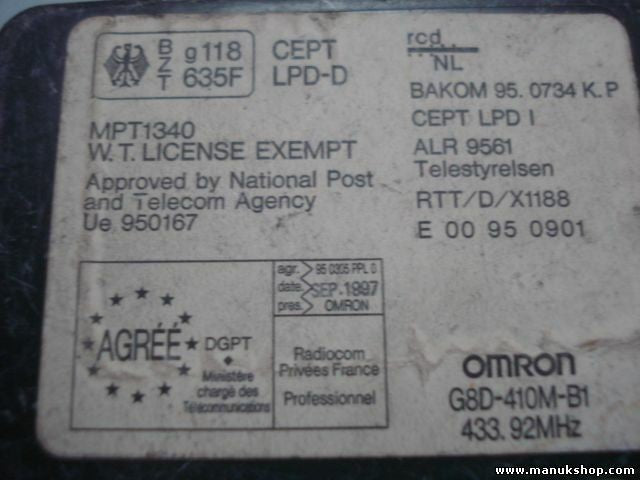 BZT g118 635F
CEPT
LPD-D
MPT1340
W.T. LICENSE EXEMPT
Approved by National Post
and Telecom Agency
Ue 950167
rcd
NL
BAKOM 95. 0734 K. P
CEPT LPD I
ALR 9561
Telestyrelsen
RTT/D/X1188
E 00 95 0901
AGRÉÉ
DGPT
Ministère
chargé des
Télécommunications
agr. 95 0305 PPL 0
date. SEP. 1997
pres. OMRON
Radiocom
Privées France
Professionnel
OMRON
G8D-410M-B1
433. 92MHz
www.manukshop.com